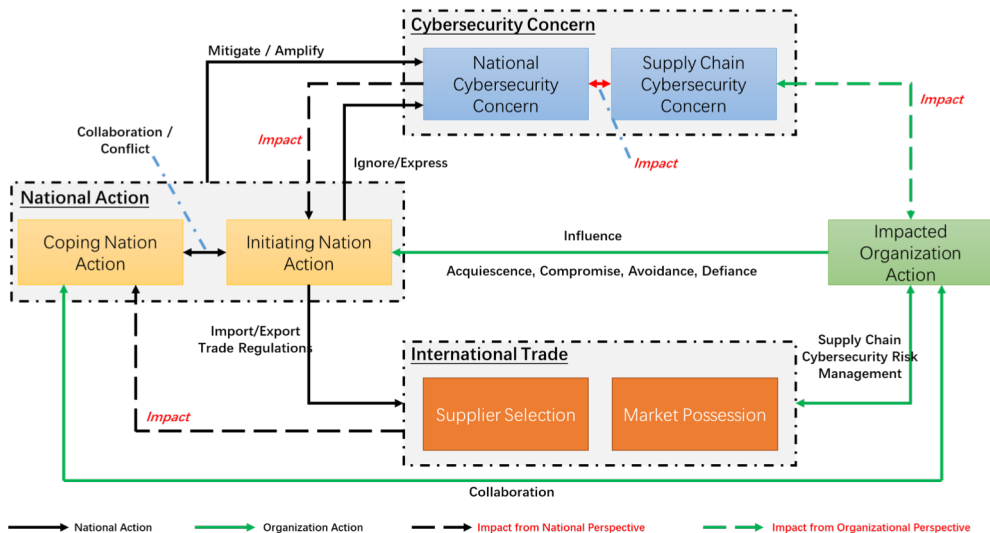 Cybersecurity Concern
Mitigate / Amplify
National
Cybersecurity
Concern
Supply Chain
Cybersecurity
Concern
Impact
Impact
Impact
Collaboration /
Conflict
Ignore/Express
National Action
Coping Nation
Action
Initiating Nation
Action
Influence
Acquiescence, Compromise, Avoidance, Defiance
Impacted
Organization
Action
Import/Export
Trade Regulations
International Trade
Supplier Selection
Market Possession
Supply Chain
Cybersecurity Risk
Management
Impact
Collaboration
National Action
Organization Action
Impact from National Perspective
Impact from Organizational Perspective